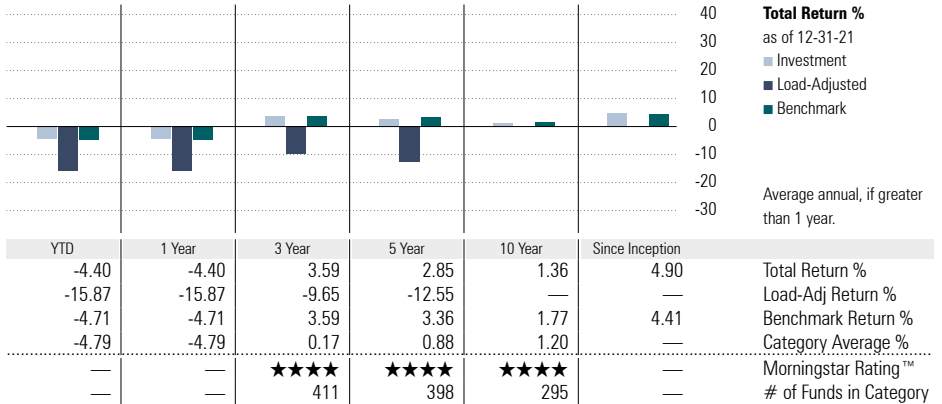 40
30
20
10
0
-10
-20
-30
Total Return %
as of 12-31-21
Investment
Load-Adjusted
Benchmark
Average annual, if greater
than 1 year.
YTD 1 Year 3 Year 5 Year 10 Year Since Inception
-4.40 -4.40 3.59 2.85 1.36 4.90 Total Return %
-15.87 -15.87 -9.65 -12.55 — — Load-Adj Return %
-4.71 -4.71 3.59 3.36 1.77 4.41 Benchmark Return %
-4.79 -4.79 0.17 0.88 1.20 — Category Average %
— — ★★★★ ★★★★ ★★★★ — Morningstar Rating™
— — 411 398 295 — # of Funds in Category